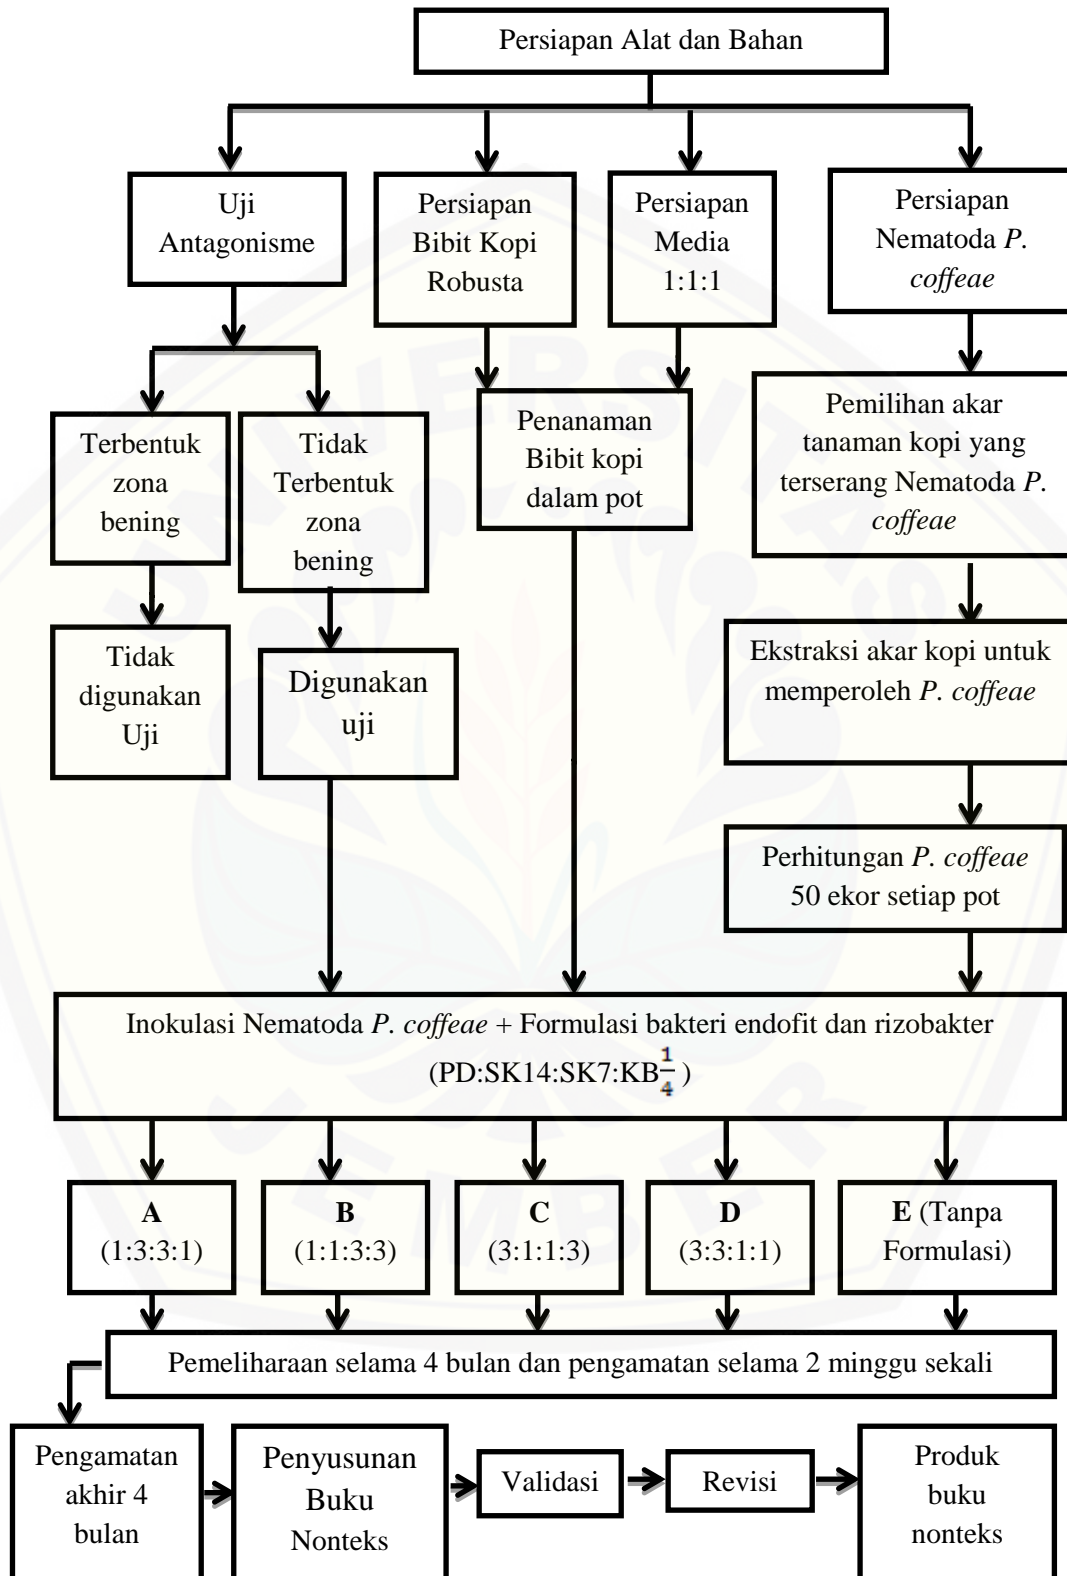 Persiapan Alat dan Bahan
Uji
Antagonisme
Persiapan
Bibit Kopi
Robusta
Persiapan
Media
1:1:1
Persiapan
Nematoda P.
coffeae
Terbentuk
zona
bening
Tidak
Terbentuk
zona
bening
Penanaman
Bibit kopi
dalam pot
Pemilihan akar
tanaman kopi yang
terserang Nematoda P.
coffeae
Tidak
digunakan
Uji
Digunakan
uji
Ekstraksi akar kopi untuk
memperoleh P. coffeae
Perhitungan P. coffeae
50 ekor setiap pot
Inokulasi Nematoda P. coffeae + Formulasi bakteri endofit dan rizobakter
(PD:SK14:SK7:KB1/4 )
A
(1:3:3:1)
B
(1:1:3:3)
C
(3:1:1:3)
D
(3:3:1:1)
E (Tanpa
Formulasi)
Pemeliharaan selama 4 bulan dan pengamatan selama 2 minggu sekali
Pengamatan
akhir 4
bulan
Penyusunan
Buku
Nonteks
Validasi
Revisi
Produk
buku
nonteks
UNIVERSITAS
JEMBER